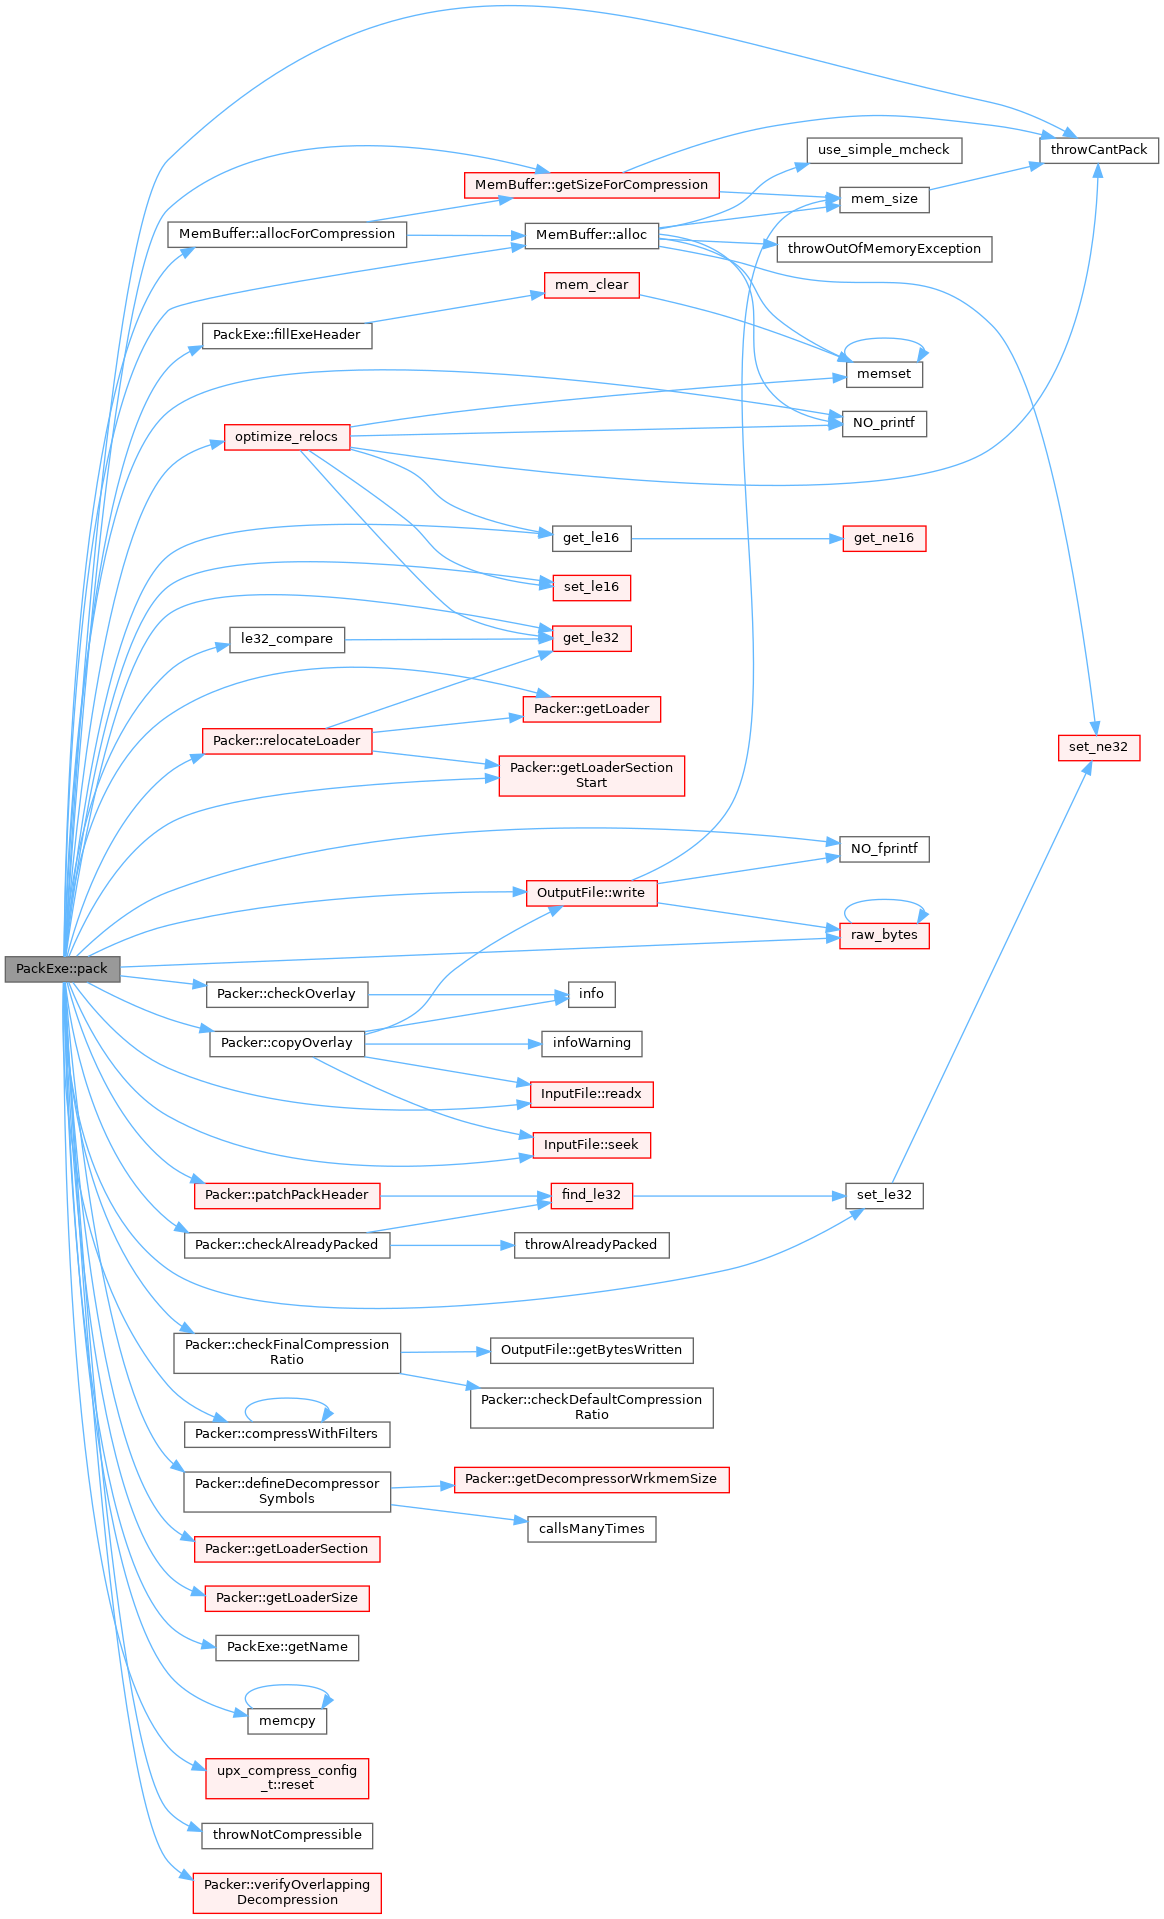 throwCantPack
use_simple_mcheck
MemBuffer::getSizeForCompression
mem_size
MemBuffer::allocForCompression
MemBuffer::alloc
throwOutOfMemoryException
mem_clear
PackExe::fillExeHeader
memset
NO_printf
optimize_relocs
get_le16
get_ne16
set_le16
le32_compare
get_le32
Packer::getLoader
Packer::relocateLoader
set_ne32
Packer::getLoaderSection
Start
NO_fprintf
OutputFile::write
raw_bytes
PackExe::pack
Packer::checkOverlay
info
Packer::copyOverlay
infoWarning
InputFile::readx
InputFile::seek
Packer::patchPackHeader
find_le32
set_le32
Packer::checkAlreadyPacked
throwAlreadyPacked
Packer::checkFinalCompression
Ratio
OutputFile::getBytesWritten
Packer::checkDefaultCompression
Ratio
Packer::compressWithFilters
Packer::defineDecompressor
Symbols
Packer::getDecompressorWrkmemSize
callsManyTimes
Packer::getLoaderSection
Packer::getLoaderSize
PackExe::getName
memcpy
upx_compress_config
_t::reset
throwNotCompressible
Packer::verifyOverlapping
Decompression